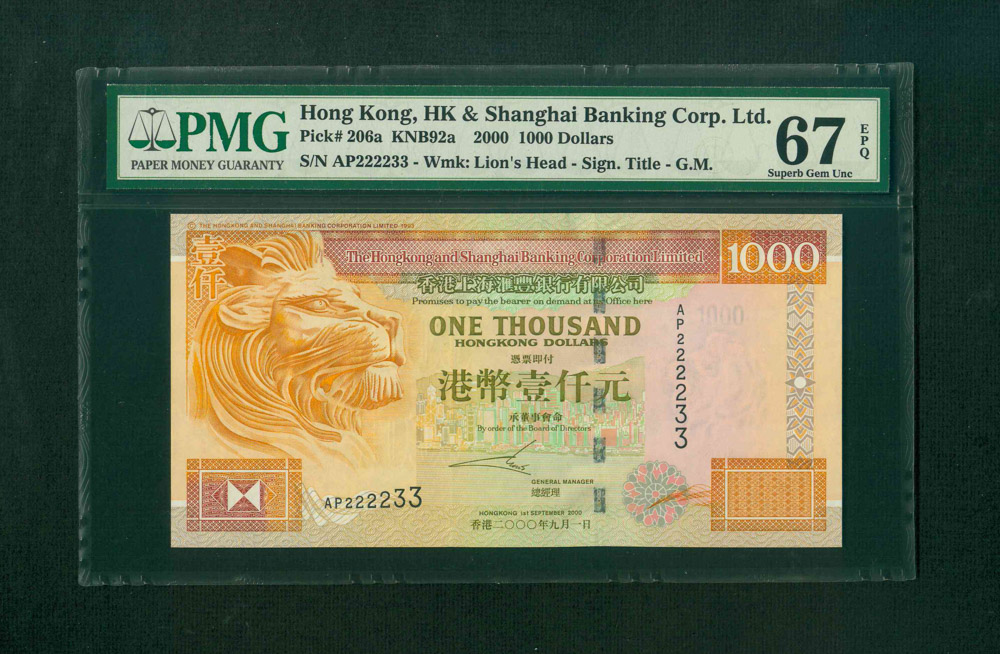 PMG
PAPER MONEY GUARANTY
Hong Kong, HK & Shanghai Banking Corp. Ltd.
Pick# 206a KNB92a 2000 1000 Dollars
S/N AP222233 - Wmk: Lion's Head - Sign. Title - G.M.
67
EPQ
Superb Gem Unc
© THE HONGKONG AND SHANGHAI BANKING CORPORATION LIMITED 1993
壹仟
The Hongkong and Shanghai Banking Corporation Limited
1000
香港上海滙豐銀行有限公司
Promises to pay the bearer on demand at its Office here
ONE THOUSAND
HONGKONG DOLLARS
憑票即付
港幣壹仟元
承董事會命
By order of the Board of Directors
AP222233
GENERAL MANAGER
總經理
AP222233
HONGKONG 1st SEPTEMBER 2000
香港二〇〇〇年九月一日